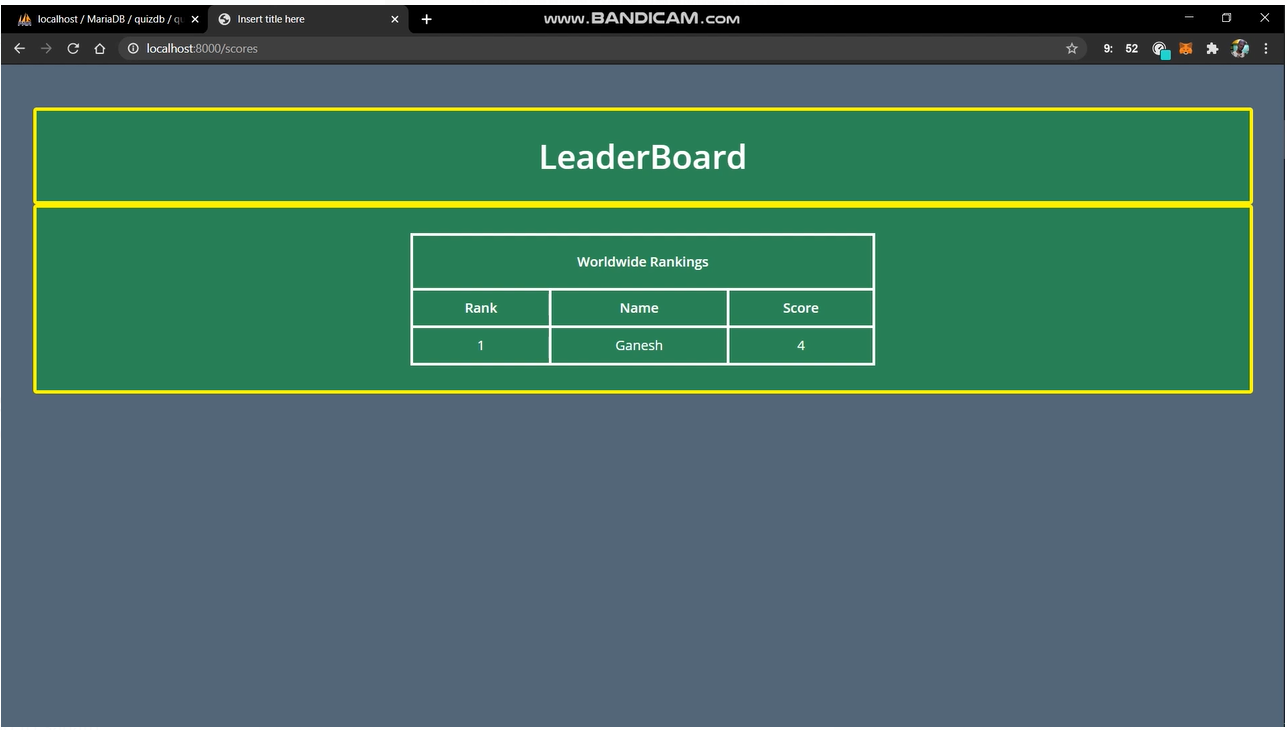 localhost / MariaDB / quizdb / qu
Insert title here
www.BANDICAM.com
localhost:8000/scores
9: 52
LeaderBoard
Worldwide Rankings
Rank Name Score
1 Ganesh 4